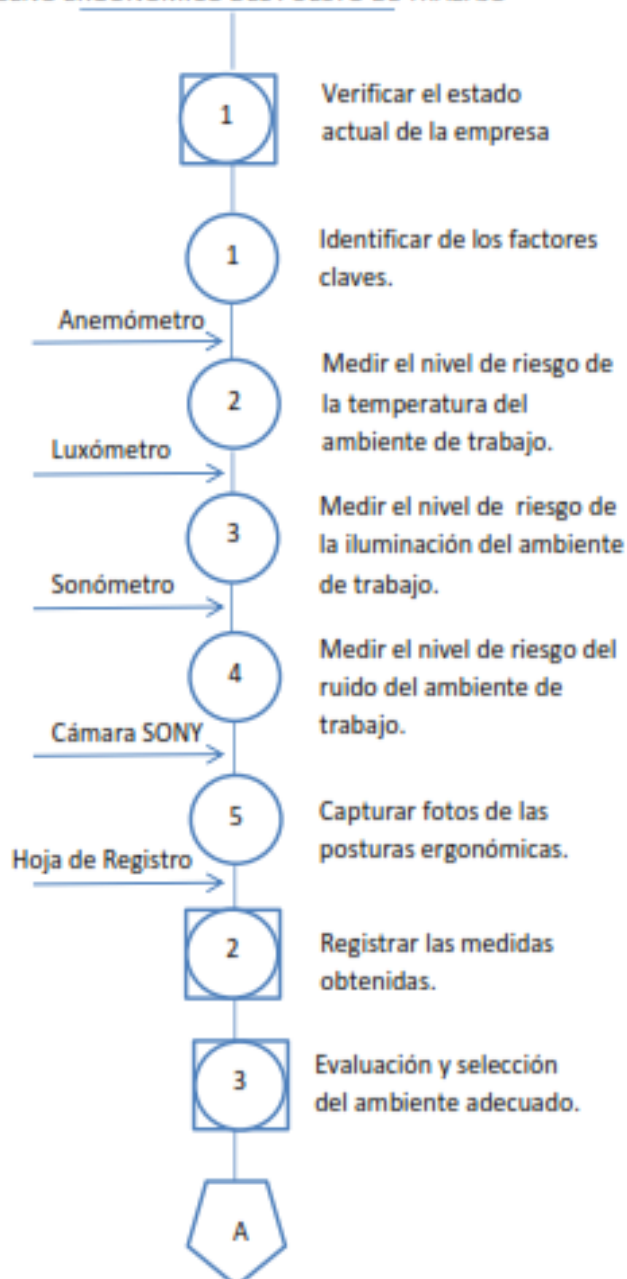 1
Verificar el estado
actual de la empresa
1
Identificar de los factores
claves.
Anemómetro
2
Medir el nivel de riesgo de
la temperatura del
ambiente de trabajo.
Luxómetro
3
Medir el nivel de riesgo de
la iluminación del ambiente
de trabajo.
Sonómetro
4
Medir el nivel de riesgo del
ruido del ambiente de
trabajo.
Cámara SONY
5
Capturar fotos de las
posturas ergonómicas.
Hoja de Registro
2
Registrar las medidas
obtenidas.
3
Evaluación y selección
del ambiente adecuado.
A